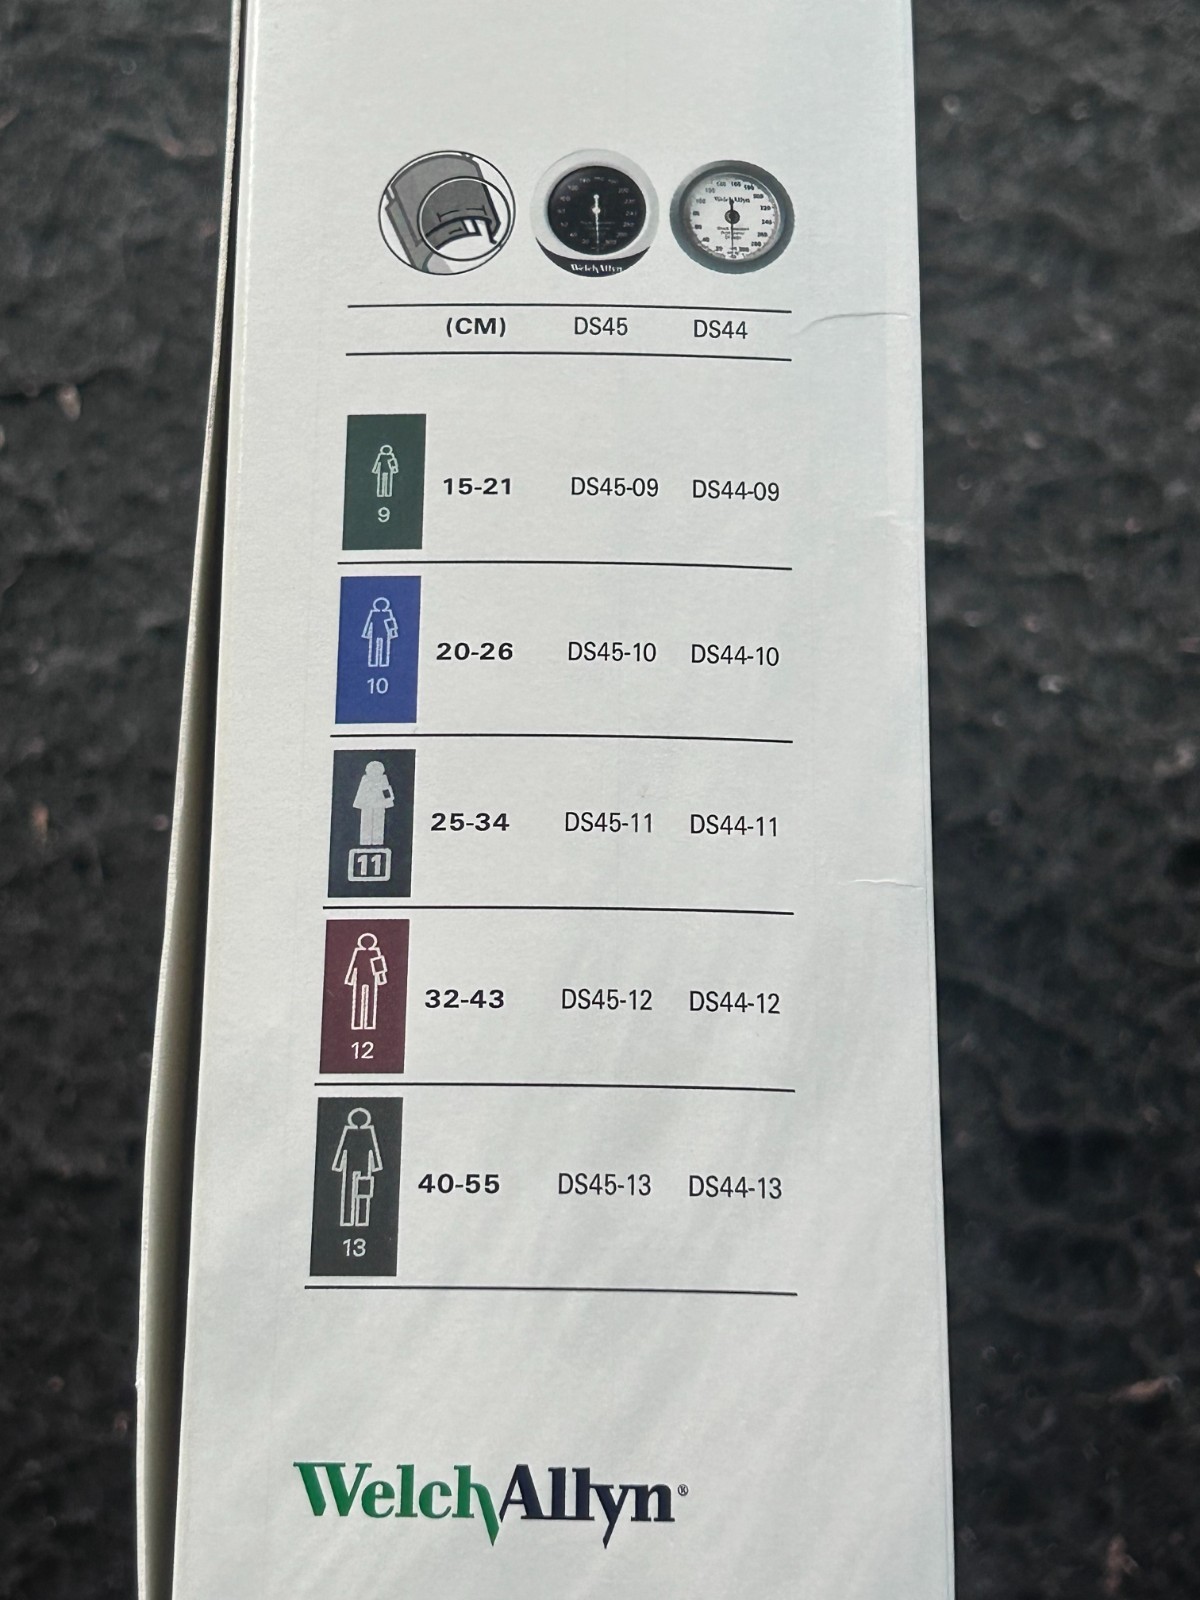 WelchAllyn
WelchAllyn
(CM) DS45 DS44
9 15-21 DS45-09 DS44-09
10 20-26 DS45-10 DS44-10
11 25-34 DS45-11 DS44-11
12 32-43 DS45-12 DS44-12
13 40-55 DS45-13 DS44-13
WelchAllyn®